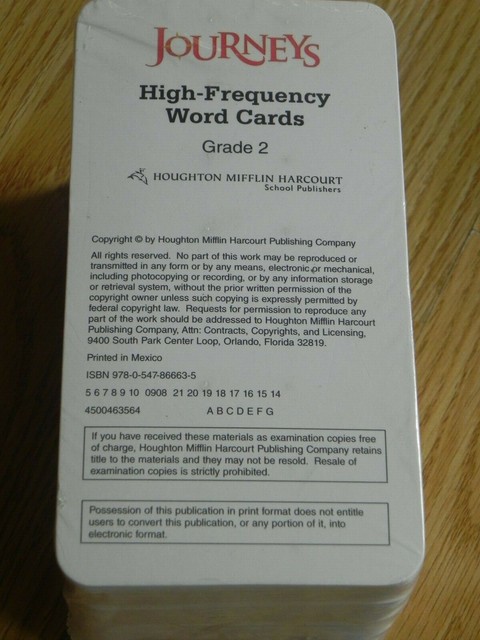 JOURNEYS
High-Frequency
Word Cards
Grade 2
HOUGHTON MIFFLIN HARCOURT
School Publishers
Copyright © by Houghton Mifflin Harcourt Publishing Company
All rights reserved. No part of this work may be reproduced or
transmitted in any form or by any means, electronic or mechanical,
including photocopying or recording, or by any information storage
or retrieval system, without the prior written permission of the
copyright owner unless such copying is expressly permitted by
federal copyright law. Requests for permission to reproduce any
part of the work should be addressed to Houghton Mifflin Harcourt
Publishing Company, Attn: Contracts, Copyrights, and Licensing,
9400 South Park Center Loop, Orlando, Florida 32819.
Printed in Mexico
ISBN 978-0-547-86663-5
5 6 7 8 9 10 0908 21 20 19 18 17 16 15 14
4500463564 A B C D E F G
If you have received these materials as examination copies free
of charge, Houghton Mifflin Harcourt Publishing Company retains
title to the materials and they may not be resold. Resale of
examination copies is strictly prohibited.
Possession of this publication in print format does not entitle
users to convert this publication, or any portion of it, into
electronic format.